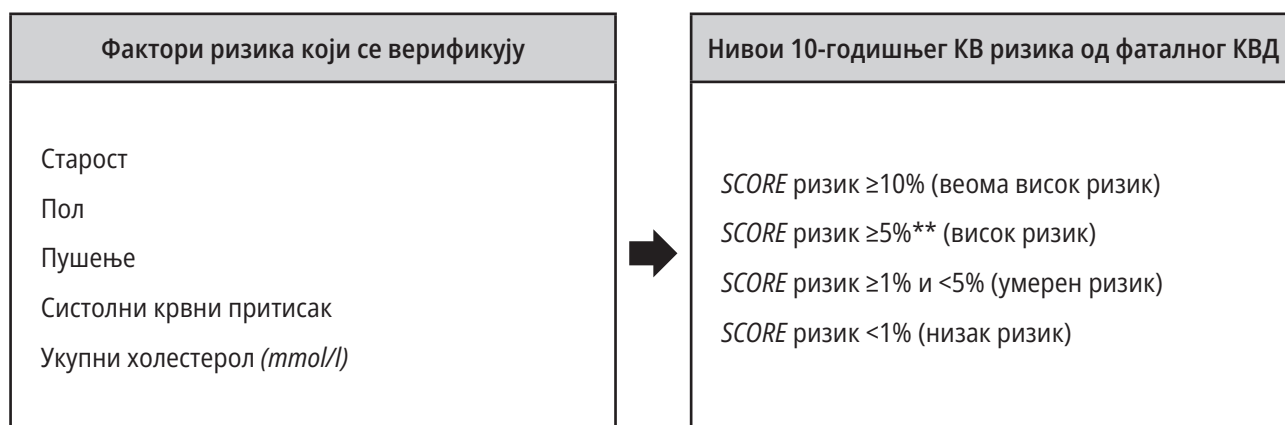 Фактори ризика који се верификују
Старост
Пол
Пушење
Систолни крвни притисак
Укупни холестерол (mmol/l)
Нивои 10-годишњег КВ ризика од фаталног КВД
SCORE ризик ≥10% (веома висок ризик)
SCORE ризик ≥5%** (висок ризик)
SCORE ризик ≥1% и <5% (умерен ризик)
SCORE ризик <1% (низак ризик)